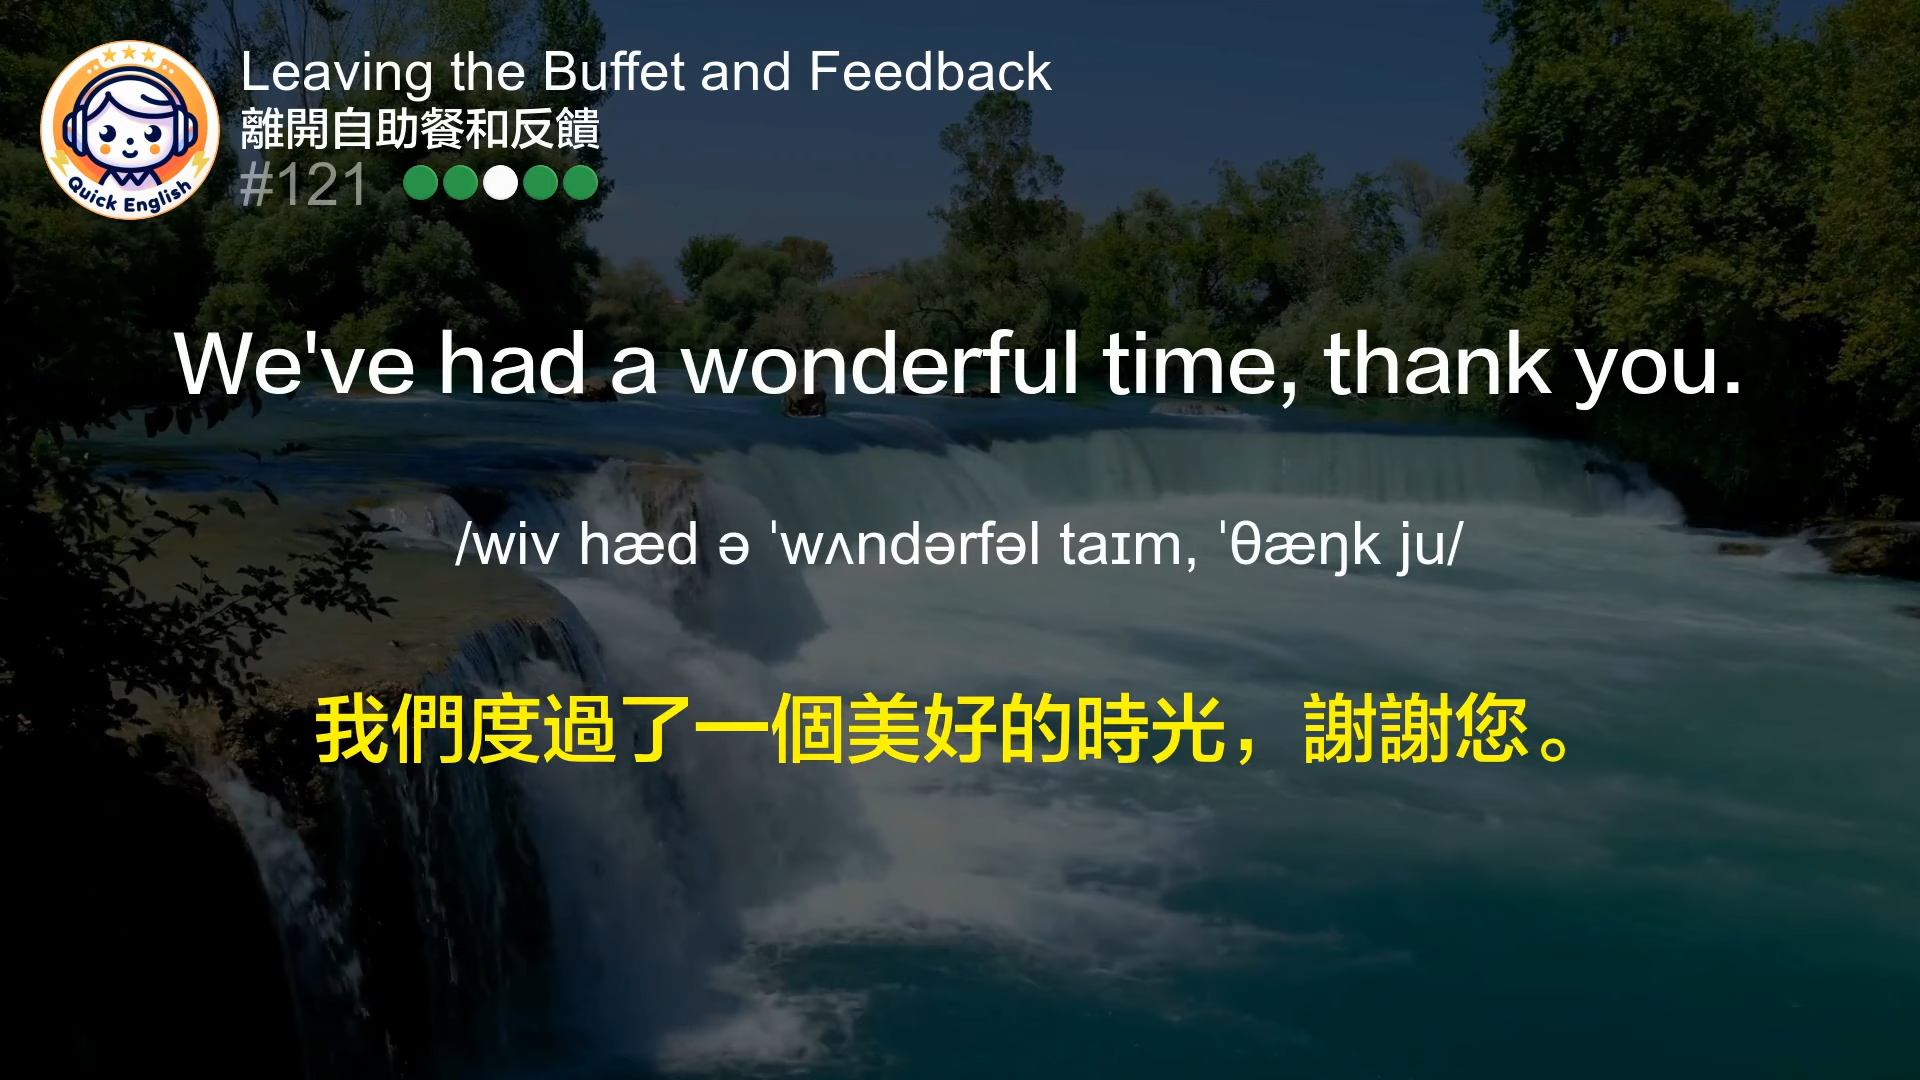 Leaving the Buffet and Feedback
離開自助餐和反饋
#121
Quick English
We've had a wonderful time, thank you.
/wiv hæd ə ˈwʌndərfəl taɪm, ˈθæŋk ju/
我們度過了一個美好的時光，謝謝您。